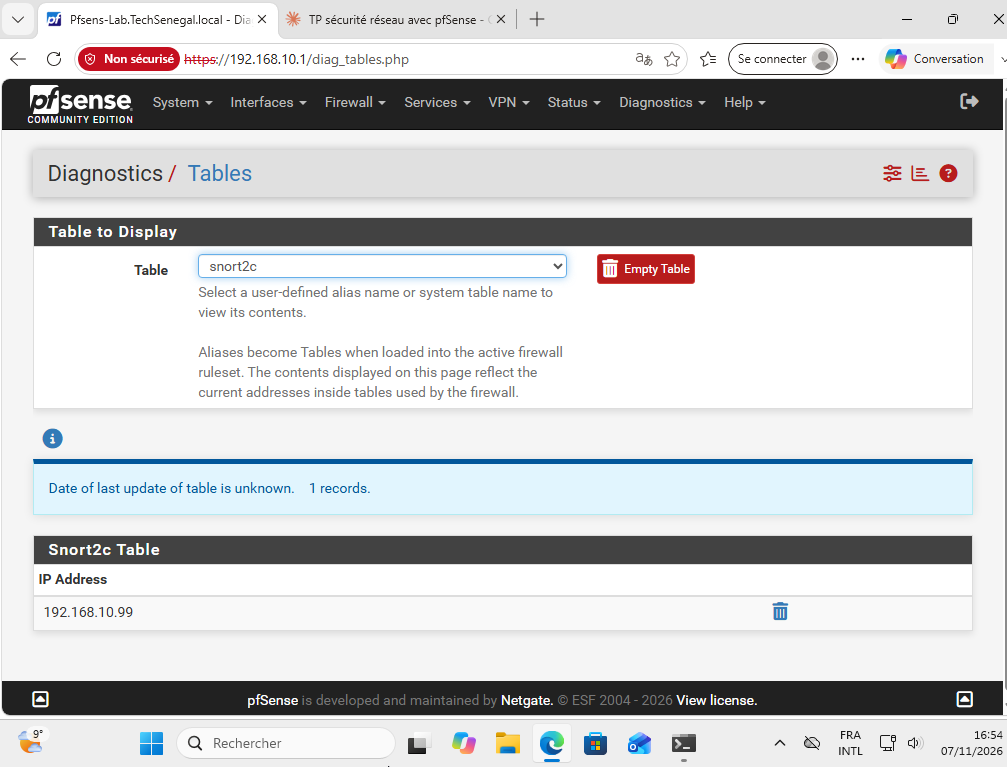 Pfsens-Lab.TechSenegal.local - Dia
TP sécurité réseau avec pfSense -
Non sécurisé https://192.168.10.1/diag_tables.php
Se connecter
Conversation
pfsense
COMMUNITY EDITION
System Interfaces Firewall Services VPN Status Diagnostics Help
Diagnostics / Tables
Table to Display
Table
snort2c
Empty Table
Select a user-defined alias name or system table name to
view its contents.
Aliases become Tables when loaded into the active firewall
ruleset. The contents displayed on this page reflect the
current addresses inside tables used by the firewall.
Date of last update of table is unknown. 1 records.
Snort2c Table
IP Address
192.168.10.99
pfSense is developed and maintained by Netgate. © ESF 2004 - 2026 View license.
9°
Rechercher
FRA
INTL
16:54
07/11/2026